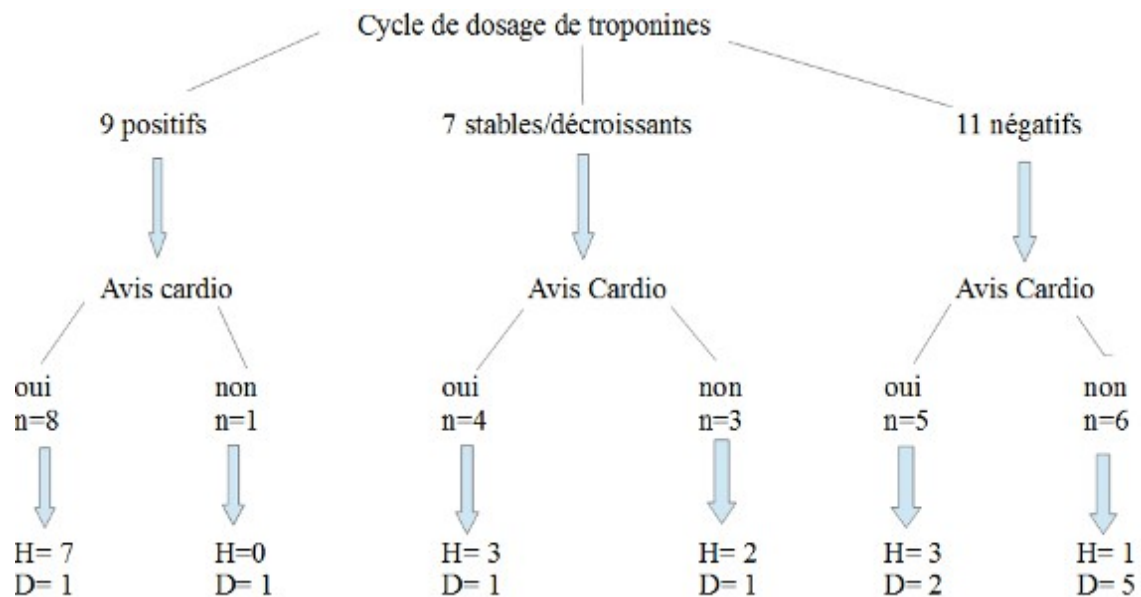 Cycle de dosage de troponines
9 positifs
7 stables/décroissants
11 négatifs
Avis cardio
Avis Cardio
Avis Cardio
oui
n=8
non
n=1
oui
n=4
non
n=3
oui
n=5
non
n=6
H= 7
D= 1
H=0
D= 1
H= 3
D= 1
H= 2
D= 1
H= 3
D= 2
H= 1
D= 5